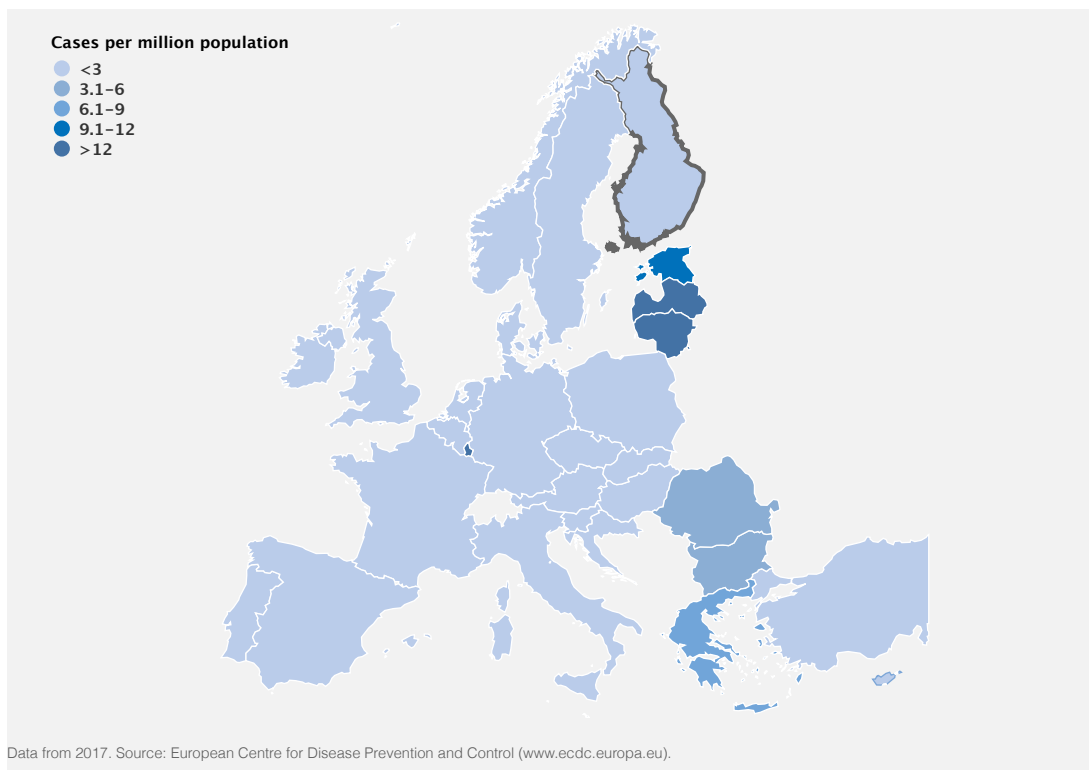 Cases per million population
<3
3.1–6
6.1–9
9.1–12
>12
Data from 2017. Source: European Centre for Disease Prevention and Control (www.ecdc.europa.eu).